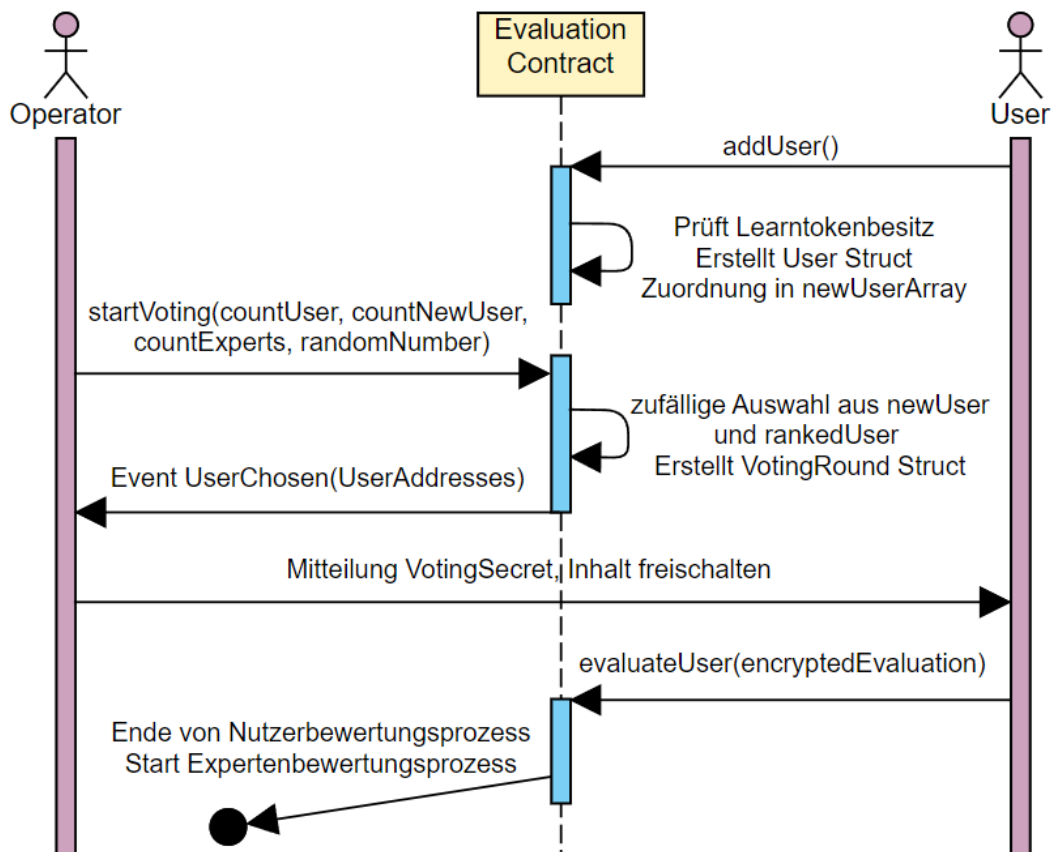 Evaluation
Contract
Operator
User
addUser()
Prüft Learntokenbesitz
Erstellt User Struct
Zuordnung in newUserArray
startVoting(countUser, countNewUser,
countExperts, randomNumber)
zufällige Auswahl aus newUser
und rankedUser
Erstellt VotingRound Struct
Event UserChosen(UserAddresses)
Mitteilung VotingSecret, Inhalt freischalten
evaluateUser(encryptedEvaluation)
Ende von Nutzerbewertungsprozess
Start Expertenbewertungsprozess